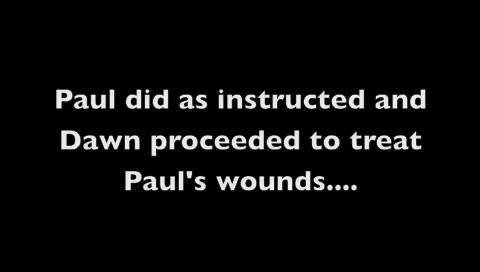 Paul did as instructed and
Dawn proceeded to treat
Paul's wounds....